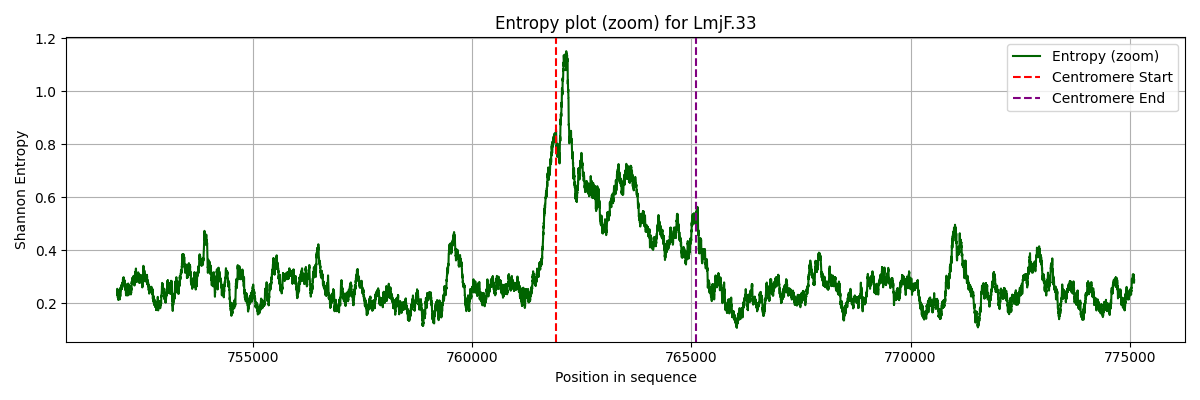 Entropy plot (zoom) for LmjF.33
Shannon Entropy
1.2
1.0
0.8
0.6
0.4
0.2
Entropy (zoom)
Centromere Start
Centromere End
755000 760000 765000 770000 775000
Position in sequence